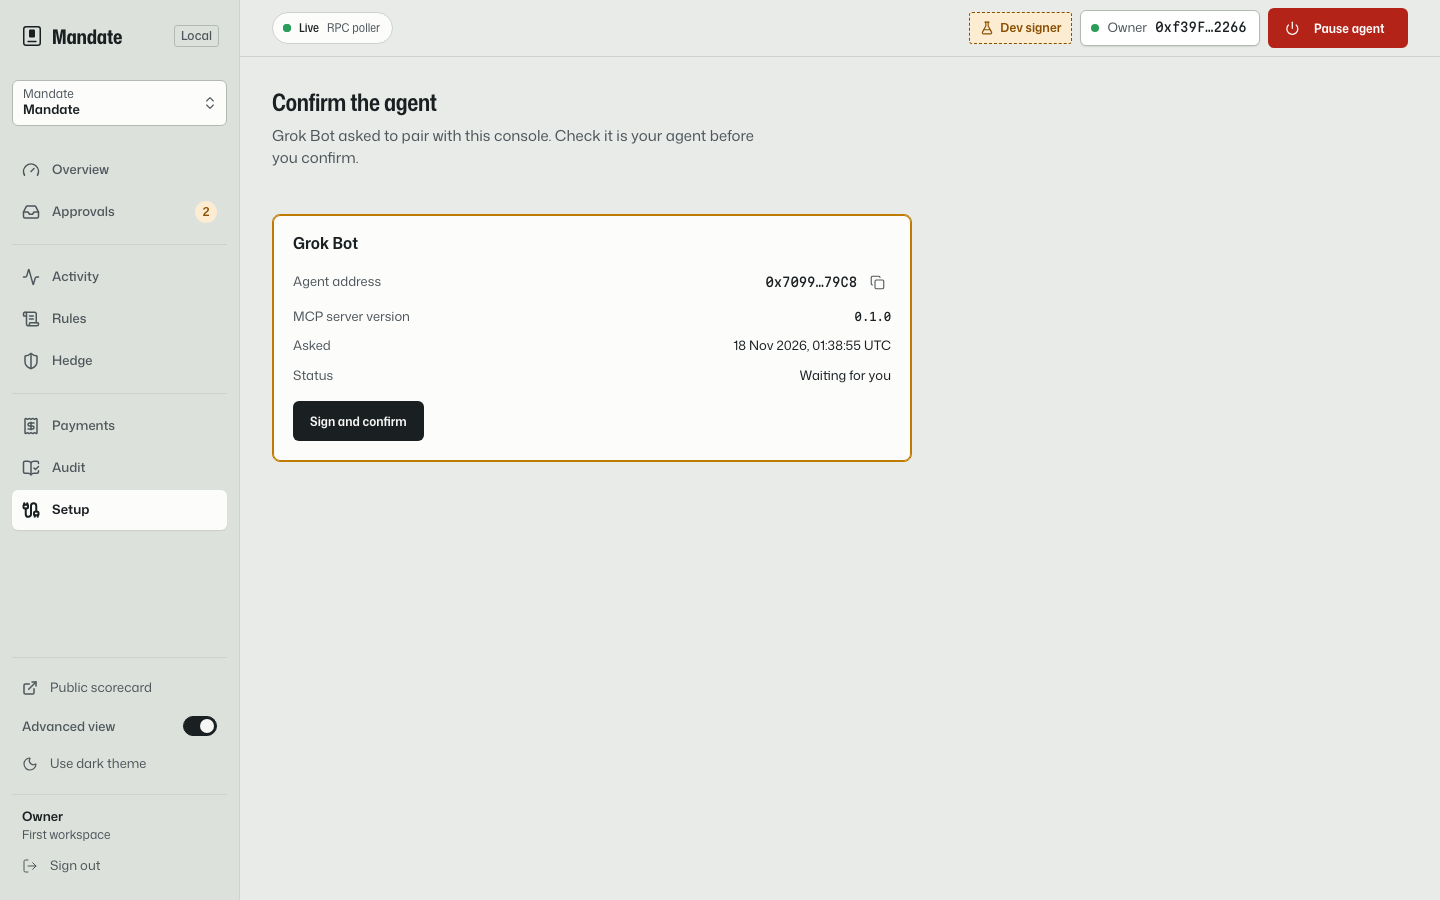 Mandate
Local
Mandate
Mandate
Overview
Approvals
2
Activity
Rules
Hedge
Payments
Audit
Setup
Public scorecard
Advanced view
Use dark theme
Owner
First workspace
Sign out
Live RPC poller
Dev signer
Owner 0xf39F…2266
Pause agent
Confirm the agent
Grok Bot asked to pair with this console. Check it is your agent before
you confirm.
Grok Bot
Agent address 0x7099…79C8
MCP server version 0.1.0
Asked 18 Nov 2026, 01:38:55 UTC
Status Waiting for you
Sign and confirm